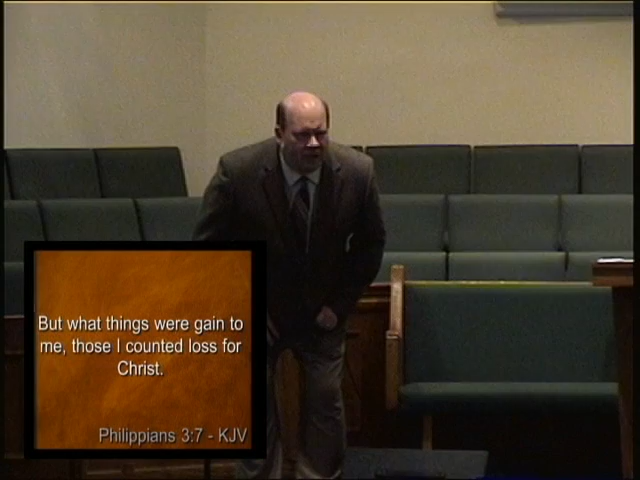 But what things were gain to
me, those I counted loss for
Christ.
Philippians 3:7 - KJV